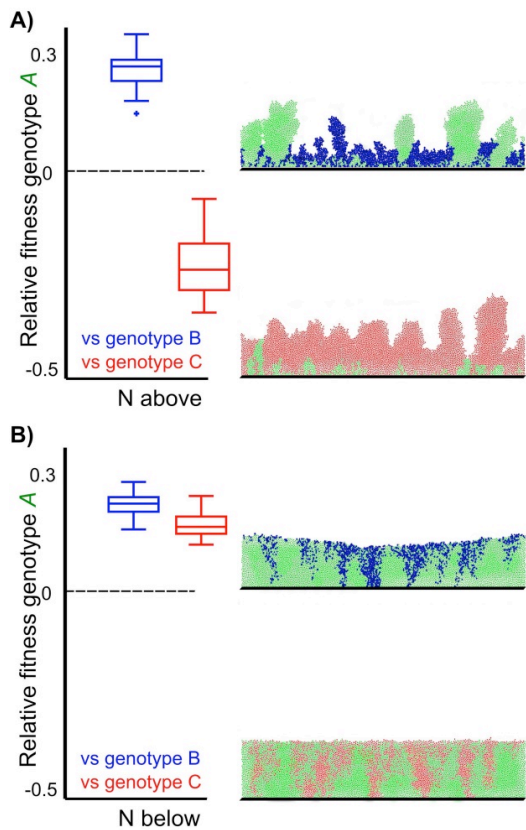 A)
Relative fitness genotype A
0.3
0
-0.5
vs genotype B
vs genotype C
N above
B)
Relative fitness genotype A
0.3
0
-0.5
vs genotype B
vs genotype C
N below